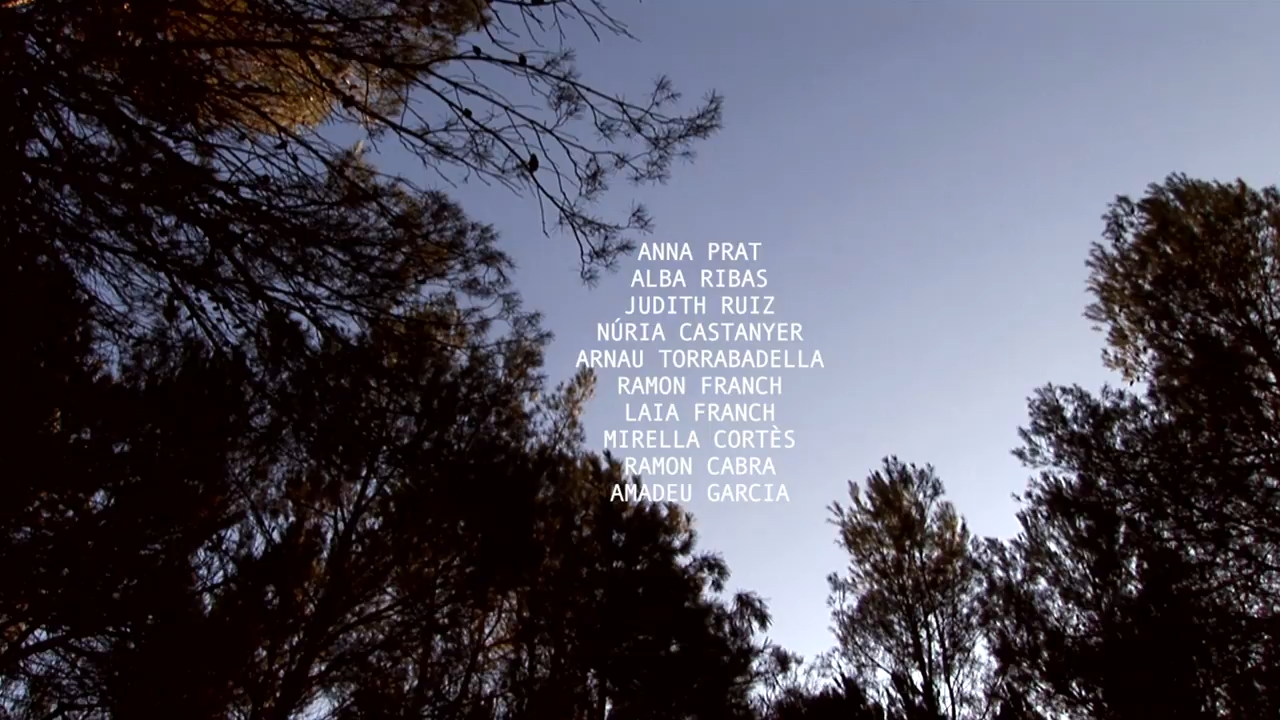 ANNA PRAT
ALBA RIBAS
JUDITH RUIZ
NÚRIA CASTANYER
ARNAU TORRABADELLA
RAMON FRANCH
LAIA FRANCH
MIRELLA CORTÈS
RAMON CABRA
AMADEU GARCIA